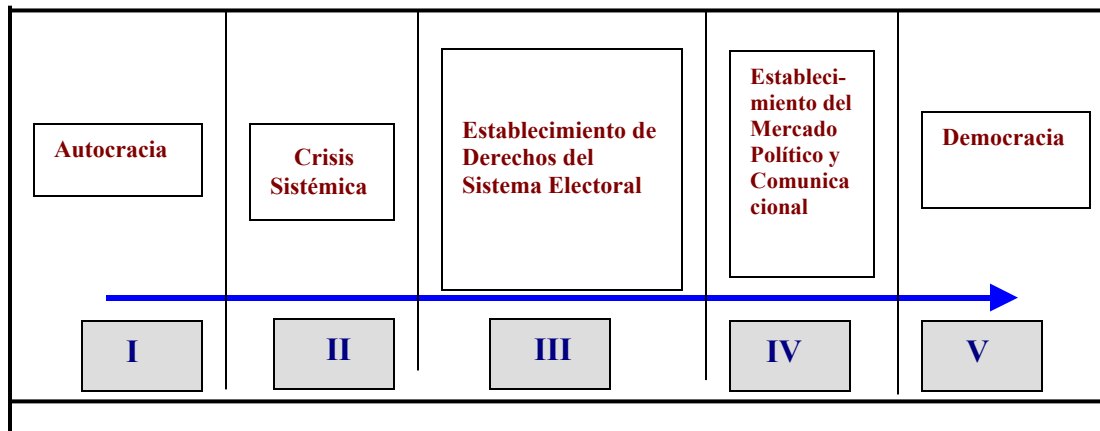 Autocracia
Crisis
Sistémica
Establecimiento de
Derechos del
Sistema Electoral
Estableci-
miento del
Mercado
Político y
Comunica
cional
Democracia
I
II
III
IV
V